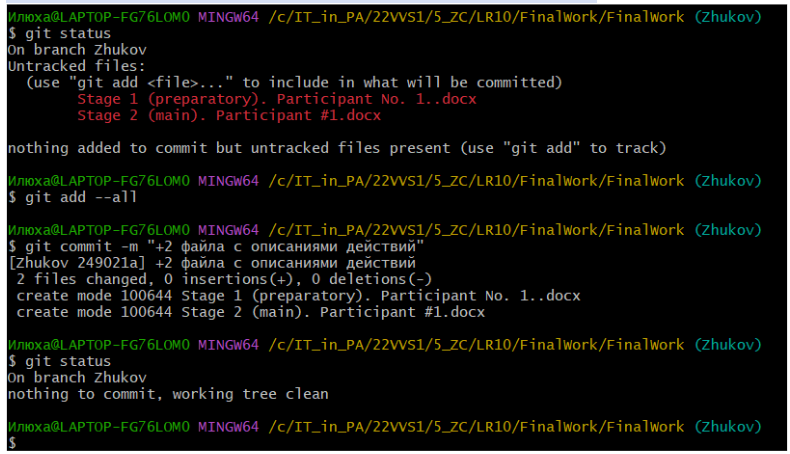 Илюха@LAPTOP-FG76LOM0 MINGW64 /c/IT_in_PA/22VVS1/5_ZC/LR10/FinalWork/FinalWork (Zhukov)
$ git status
On branch Zhukov
Untracked files:
  (use "git add <file>..." to include in what will be committed)
        Stage 1 (preparatory). Participant No. 1..docx
        Stage 2 (main). Participant #1.docx

nothing added to commit but untracked files present (use "git add" to track)

Илюха@LAPTOP-FG76LOM0 MINGW64 /c/IT_in_PA/22VVS1/5_ZC/LR10/FinalWork/FinalWork (Zhukov)
$ git add --all

Илюха@LAPTOP-FG76LOM0 MINGW64 /c/IT_in_PA/22VVS1/5_ZC/LR10/FinalWork/FinalWork (Zhukov)
$ git commit -m "+2 файла с описаниями действий"
[Zhukov 249021a] +2 файла с описаниями действий
 2 files changed, 0 insertions(+), 0 deletions(-)
 create mode 100644 Stage 1 (preparatory). Participant No. 1..docx
 create mode 100644 Stage 2 (main). Participant #1.docx

Илюха@LAPTOP-FG76LOM0 MINGW64 /c/IT_in_PA/22VVS1/5_ZC/LR10/FinalWork/FinalWork (Zhukov)
$ git status
On branch Zhukov
nothing to commit, working tree clean

Илюха@LAPTOP-FG76LOM0 MINGW64 /c/IT_in_PA/22VVS1/5_ZC/LR10/FinalWork/FinalWork (Zhukov)
$